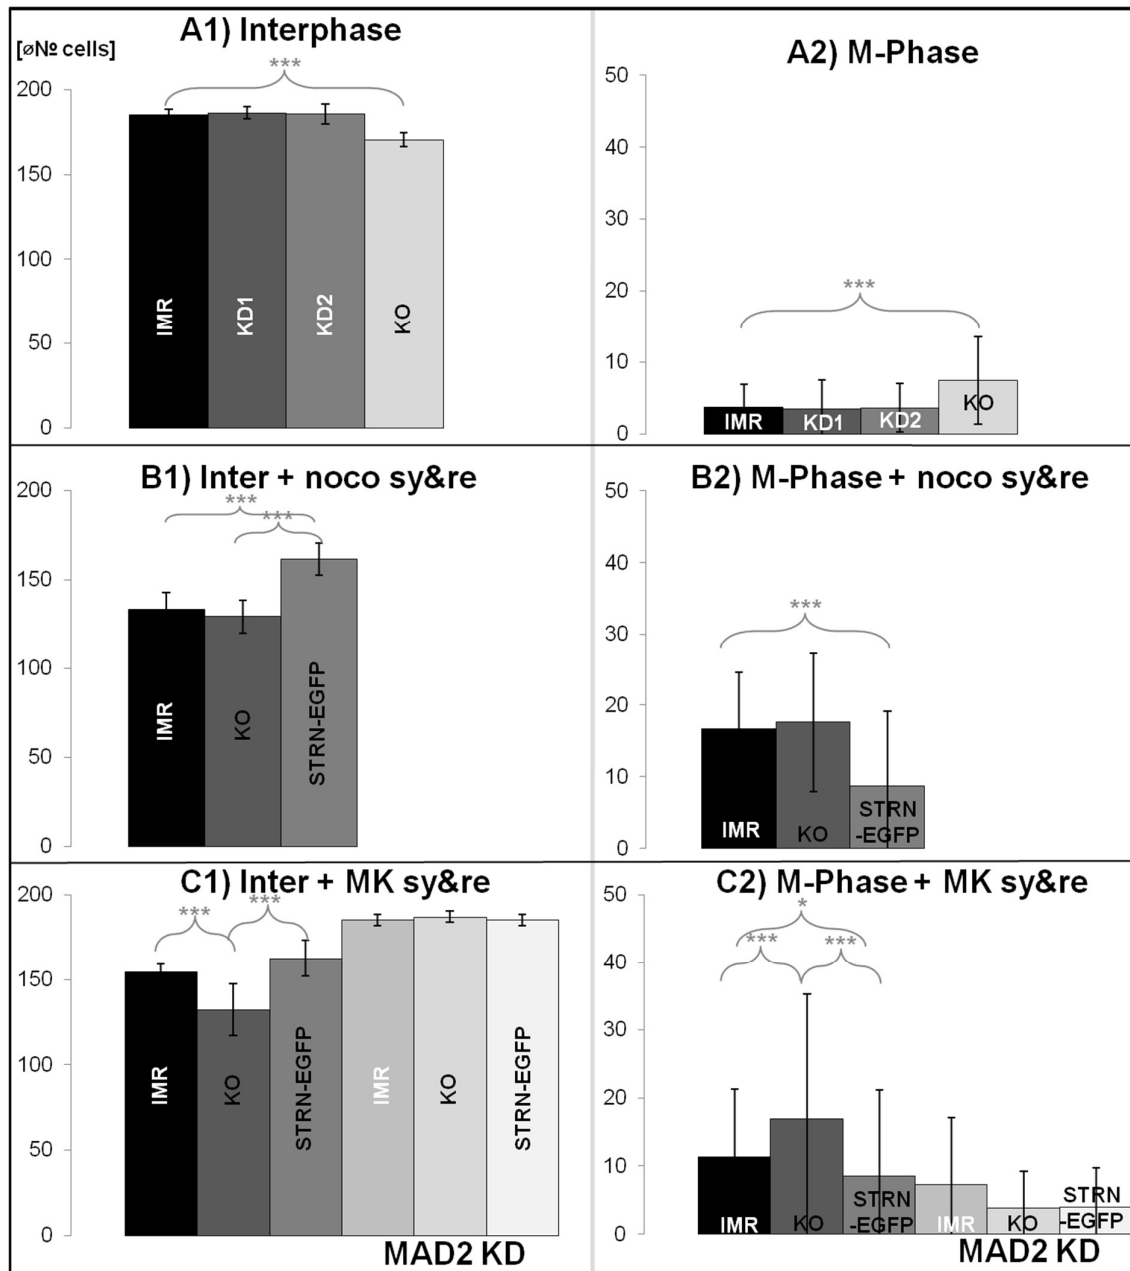 A1) Interphase
[øNº cells]
***
200
150
100
50
0
IMR
KD1
KD2
KO
A2) M-Phase
50
40
30
20
10
0
***
IMR
KD1
KD2
KO
B1) Inter + noco sy&re
***
***
200
150
100
50
0
IMR
KO
STRN-EGFP
B2) M-Phase + noco sy&re
50
40
30
20
10
0
***
IMR
KO
STRN
-EGFP
C1) Inter + MK sy&re
***
***
200
150
100
50
0
IMR
KO
STRN-EGFP
IMR
KO
STRN-EGFP
MAD2 KD
C2) M-Phase + MK sy&re
50
40
30
20
10
0
*
***
***
IMR
KO
STRN
-EGFP
IMR
KO
STRN
-EGFP
MAD2 KD